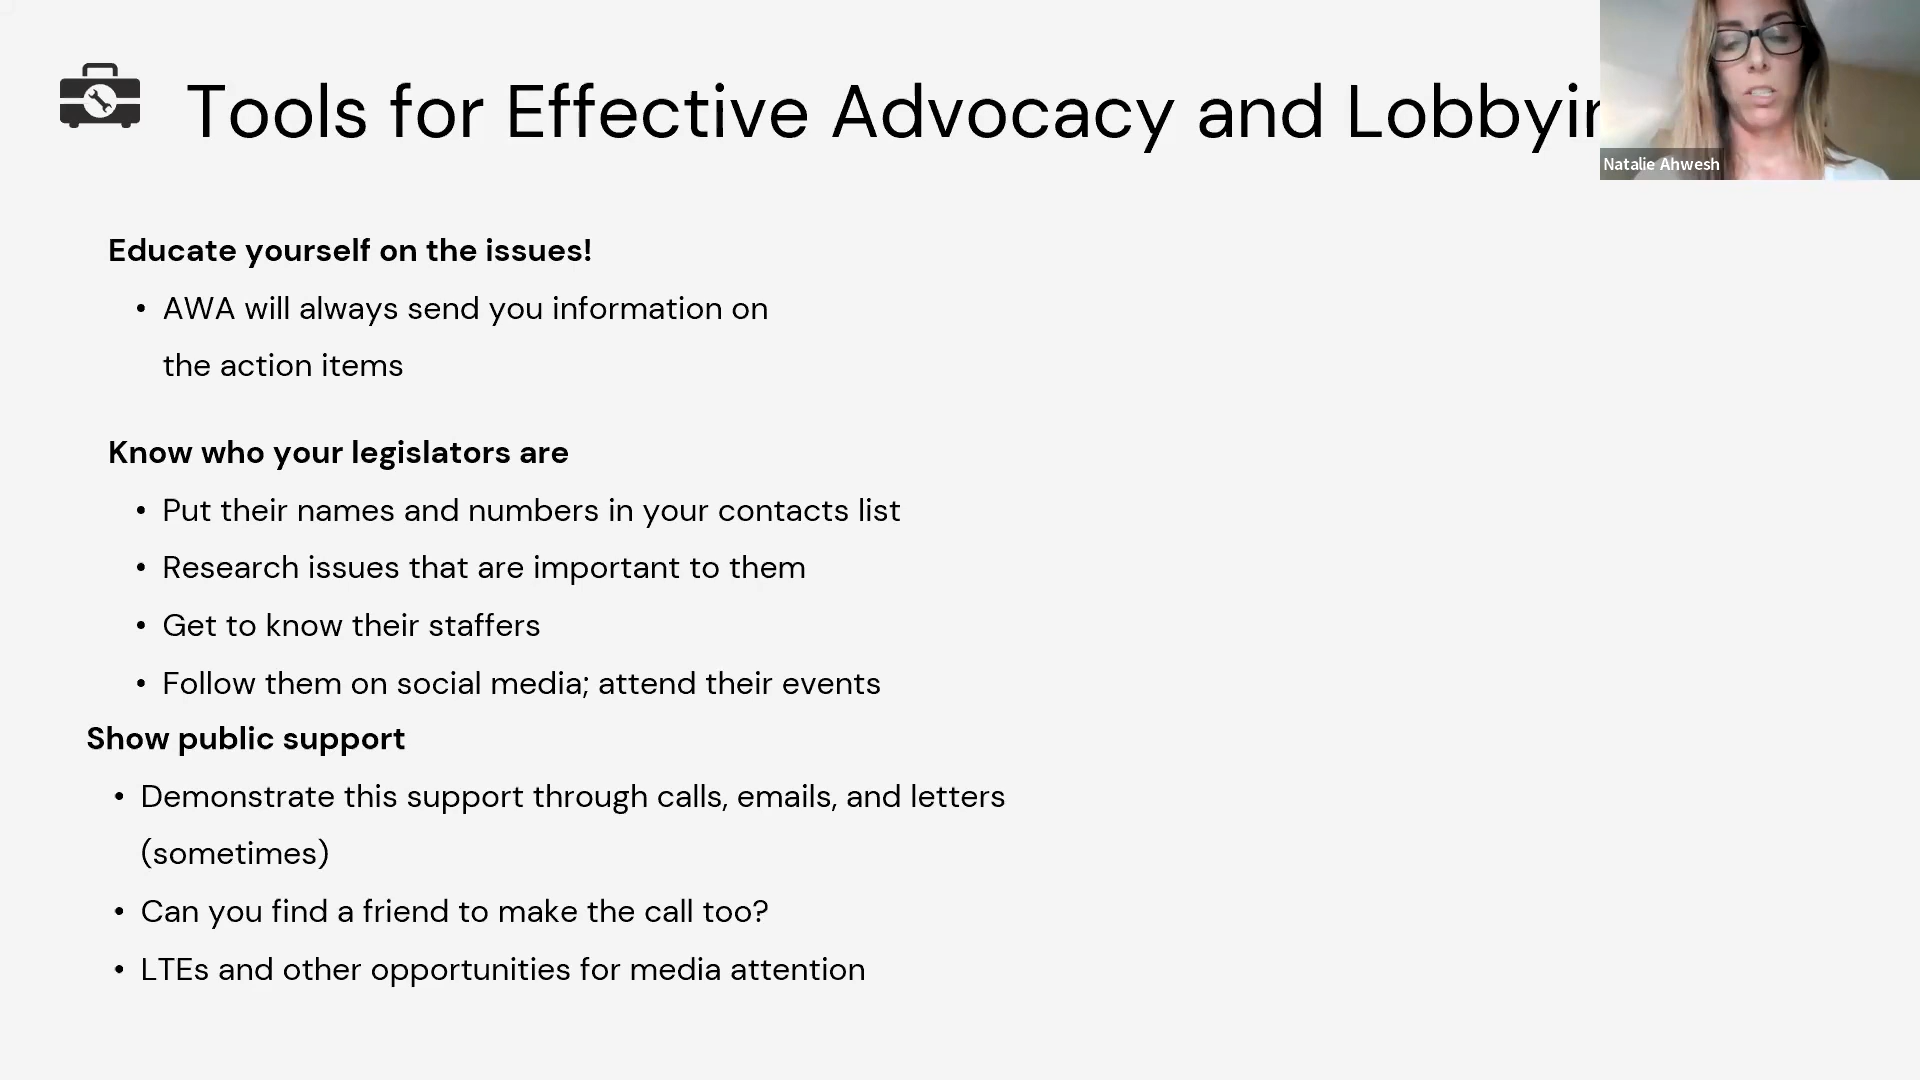 Tools for Effective Advocacy and Lobbyin
Natalie Ahwesh
Educate yourself on the issues!
• AWA will always send you information on
the action items
Know who your legislators are
• Put their names and numbers in your contacts list
• Research issues that are important to them
• Get to know their staffers
• Follow them on social media; attend their events
Show public support
• Demonstrate this support through calls, emails, and letters
(sometimes)
• Can you find a friend to make the call too?
• LTEs and other opportunities for media attention